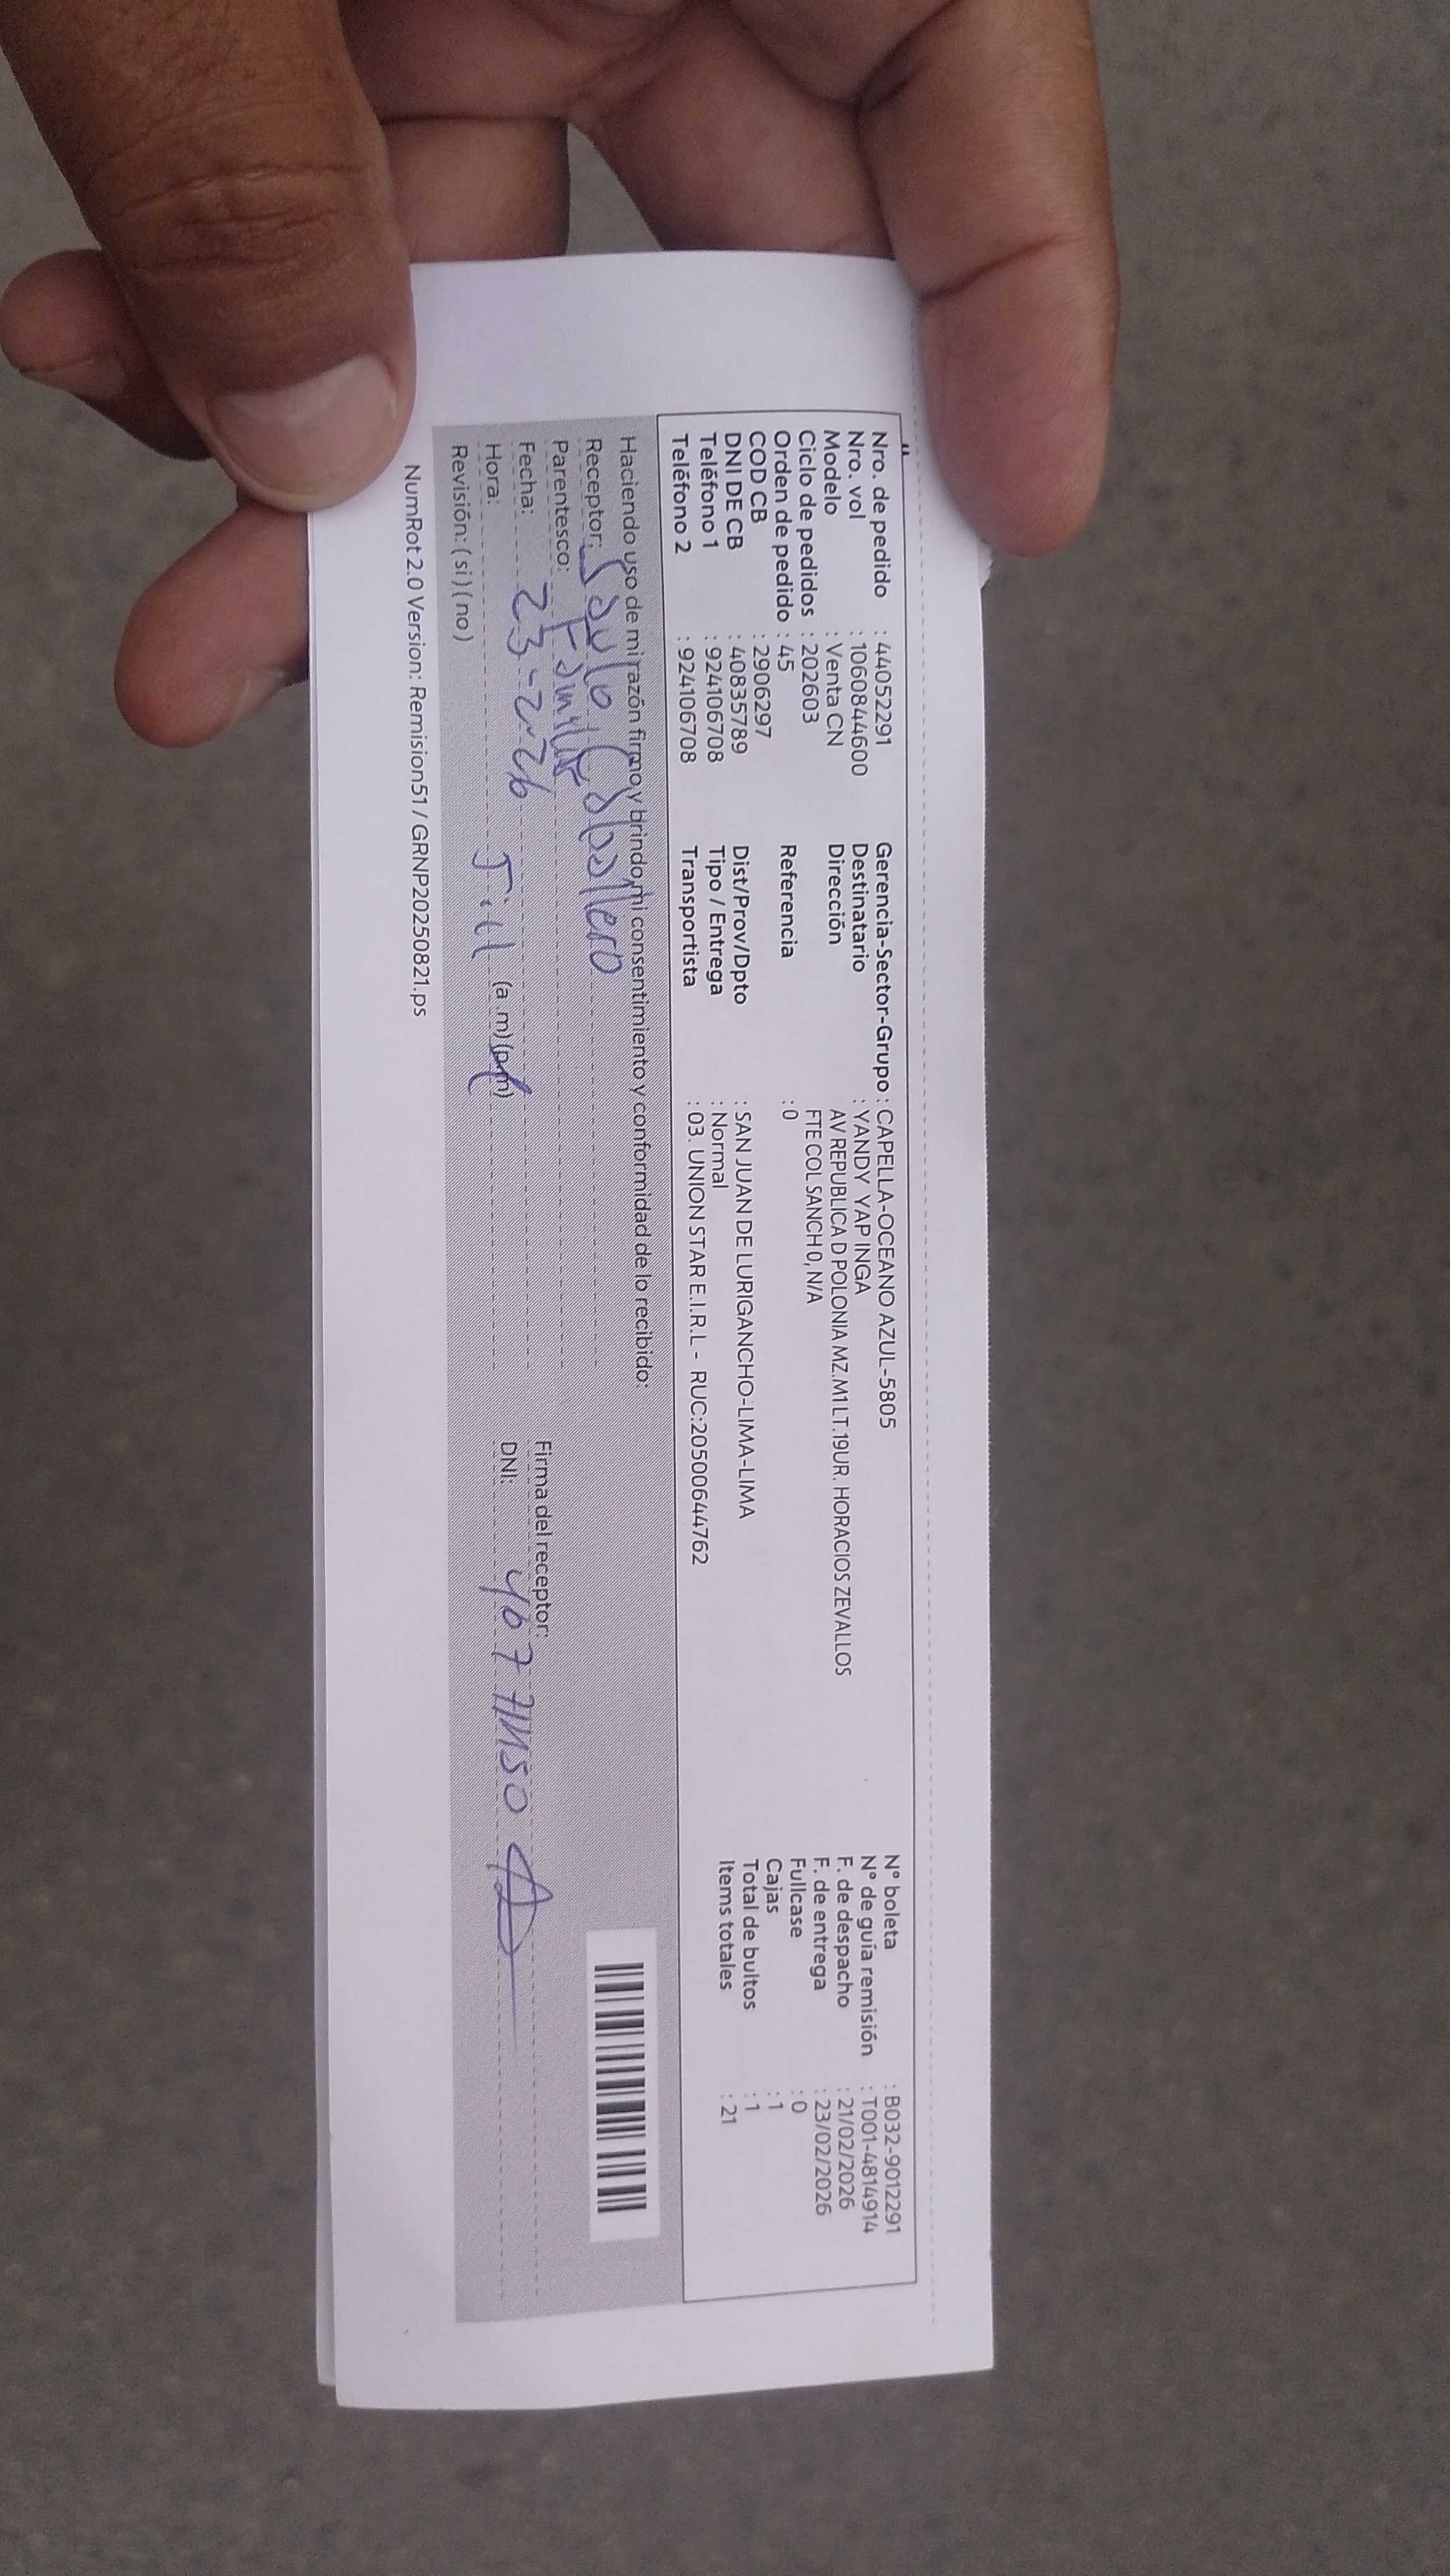 Nro. de pedido : 44052291
Nro. vol : 1060844600
Modelo : Venta CN
Ciclo de pedidos : 202603
Orden de pedido : 45
COD CB : 2906297
DNI DE CB : 40835789
Teléfono 1 : 924106708
Teléfono 2 : 924106708
Gerencia-Sector-Grupo : CAPELLA-OCEANO AZUL-5805
Destinatario : YANDY YAP INGA
Dirección AV REPUBLICA D POLONIA MZ.M1 LT.19UR. HORACIOS ZEVALLOS
FTE COL SANCH 0, N/A
Referencia : 0
Dist/Prov/Dpto : SAN JUAN DE LURIGANCHO-LIMA-LIMA
Tipo / Entrega : Normal
Transportista : 03. UNION STAR E.I.R.L - RUC:20500644762
N° boleta : B032-9012291
N° de guía remisión : T001-4814914
F. de despacho : 21/02/2026
F. de entrega : 23/02/2026
Fullcase : 0
Cajas : 1
Total de bultos : 1
Items totales : 21
Haciendo uso de mi razón firmo y brindo mi consentimiento y conformidad de lo recibido:
Receptor: Saulo Caballero
Parentesco: Familiar
Fecha: 23-2-26
Hora: (a .m) (p.m)
Revisión: ( si ) ( no )
Firma del receptor:
DNI:
NumRot 2.0 Version: Remision51 / GRNP20250821.ps